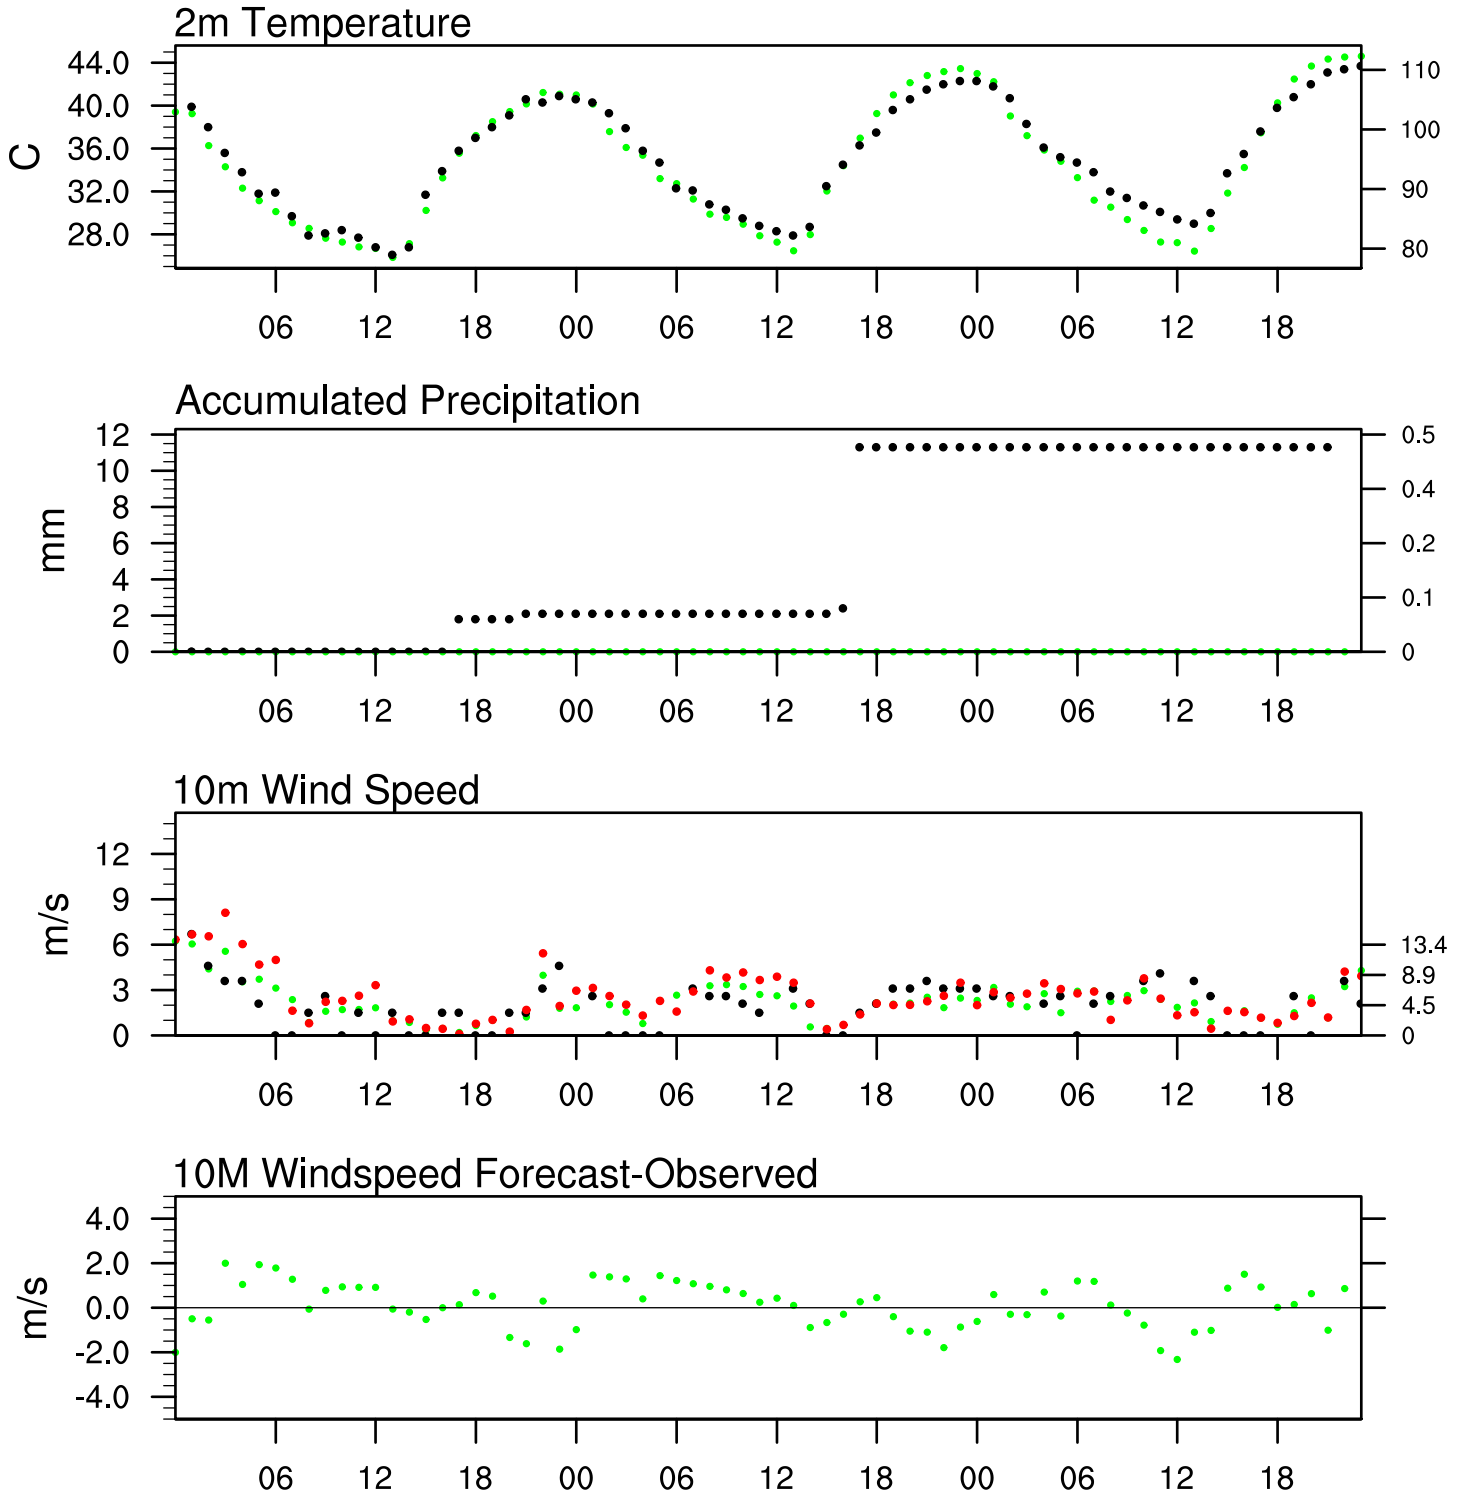 2m Temperature
44.0
40.0
36.0
32.0
28.0
C
110
100
90
80
06 12 18 00 06 12 18 00 06 12 18
Accumulated Precipitation
12
10
8
6
4
2
0
mm
0.5
0.4
0.2
0.1
0
06 12 18 00 06 12 18 00 06 12 18
10m Wind Speed
12
9
6
3
0
m/s
13.4
8.9
4.5
0
06 12 18 00 06 12 18 00 06 12 18
10M Windspeed Forecast-Observed
4.0
2.0
0.0
-2.0
-4.0
m/s
06 12 18 00 06 12 18 00 06 12 18